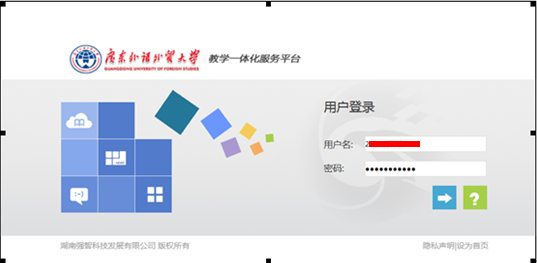 广东外语外贸大学 教学一体化服务平台
GUANGDONG UNIVERSITY OF FOREIGN STUDIES
用户登录
用户名: 2
密码: ●●●●●●●●●●●
湖南强智科技发展有限公司 版权所有
隐私声明|设为首页